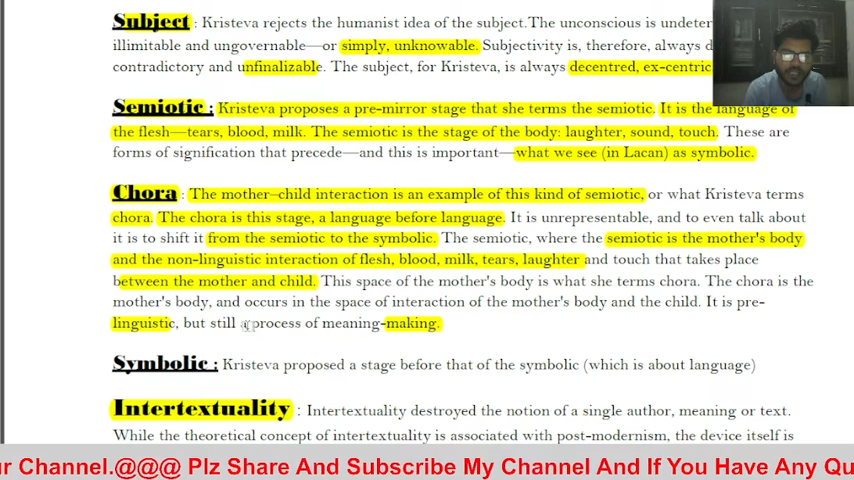 Subject : Kristeva rejects the humanist idea of the subject.The unconscious is undeter
illimitable and ungovernable—or simply, unknowable. Subjectivity is, therefore, always d
contradictory and unfinalizable. The subject, for Kristeva, is always decentred, ex-centric
Semiotic : Kristeva proposes a pre-mirror stage that she terms the semiotic. It is the language of
the flesh—tears, blood, milk. The semiotic is the stage of the body: laughter, sound, touch. These are
forms of signification that precede—and this is important—what we see (in Lacan) as symbolic.
Chora : The mother–child interaction is an example of this kind of semiotic, or what Kristeva terms
chora. The chora is this stage, a language before language. It is unrepresentable, and to even talk about
it is to shift it from the semiotic to the symbolic. The semiotic, where the semiotic is the mother's body
and the non-linguistic interaction of flesh, blood, milk, tears, laughter and touch that takes place
between the mother and child. This space of the mother's body is what she terms chora. The chora is the
mother's body, and occurs in the space of interaction of the mother's body and the child. It is pre-
linguistic, but still a process of meaning-making.
Symbolic : Kristeva proposed a stage before that of the symbolic (which is about language)
Intertextuality : Intertextuality destroyed the notion of a single author, meaning or text.
While the theoretical concept of intertextuality is associated with post-modernism, the device itself is
ur Channel.@@@ Plz Share And Subscribe My Channel And If You Have Any Qu